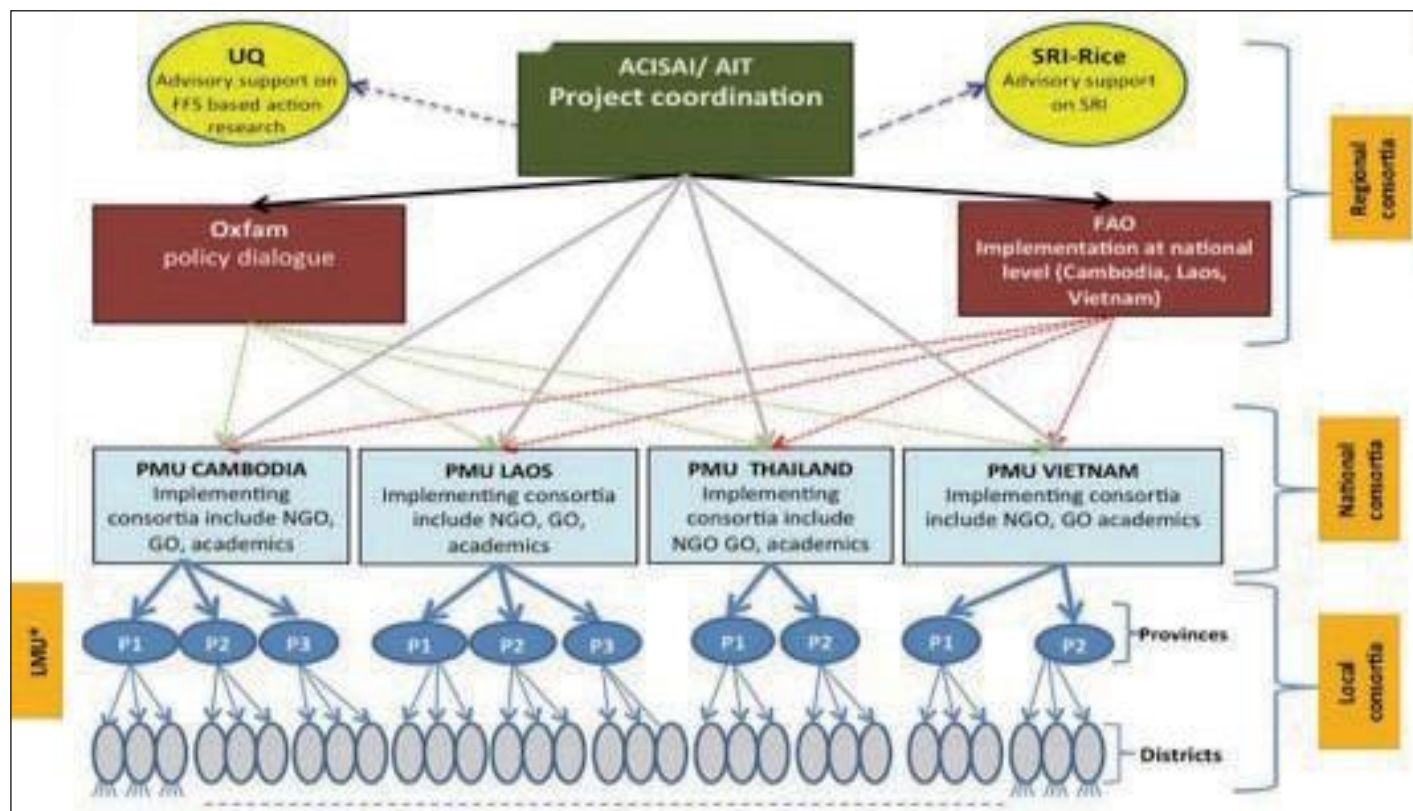 UQ
Advisory support on
FFS based action
research
ACISAI/ AIT
Project coordination
SRI-Rice
Advisory support
on SRI
Regional
consortia
Oxfam
policy dialogue
FAO
Implementation at national
level (Cambodia, Laos,
Vietnam)
PMU CAMBODIA
Implementing
consortia include NGO,
GO, academics
PMU LAOS
Implementing consortia
include NGO, GO,
academics
PMU THAILAND
Implementing
consortia include
NGO GO, academics
PMU VIETNAM
Implementing consortia
include NGO, GO academics
National
consortia
LMU*
P1
P2
P3
P1
P2
P3
P1
P2
P1
P2
Provinces
Districts
Local
consortia